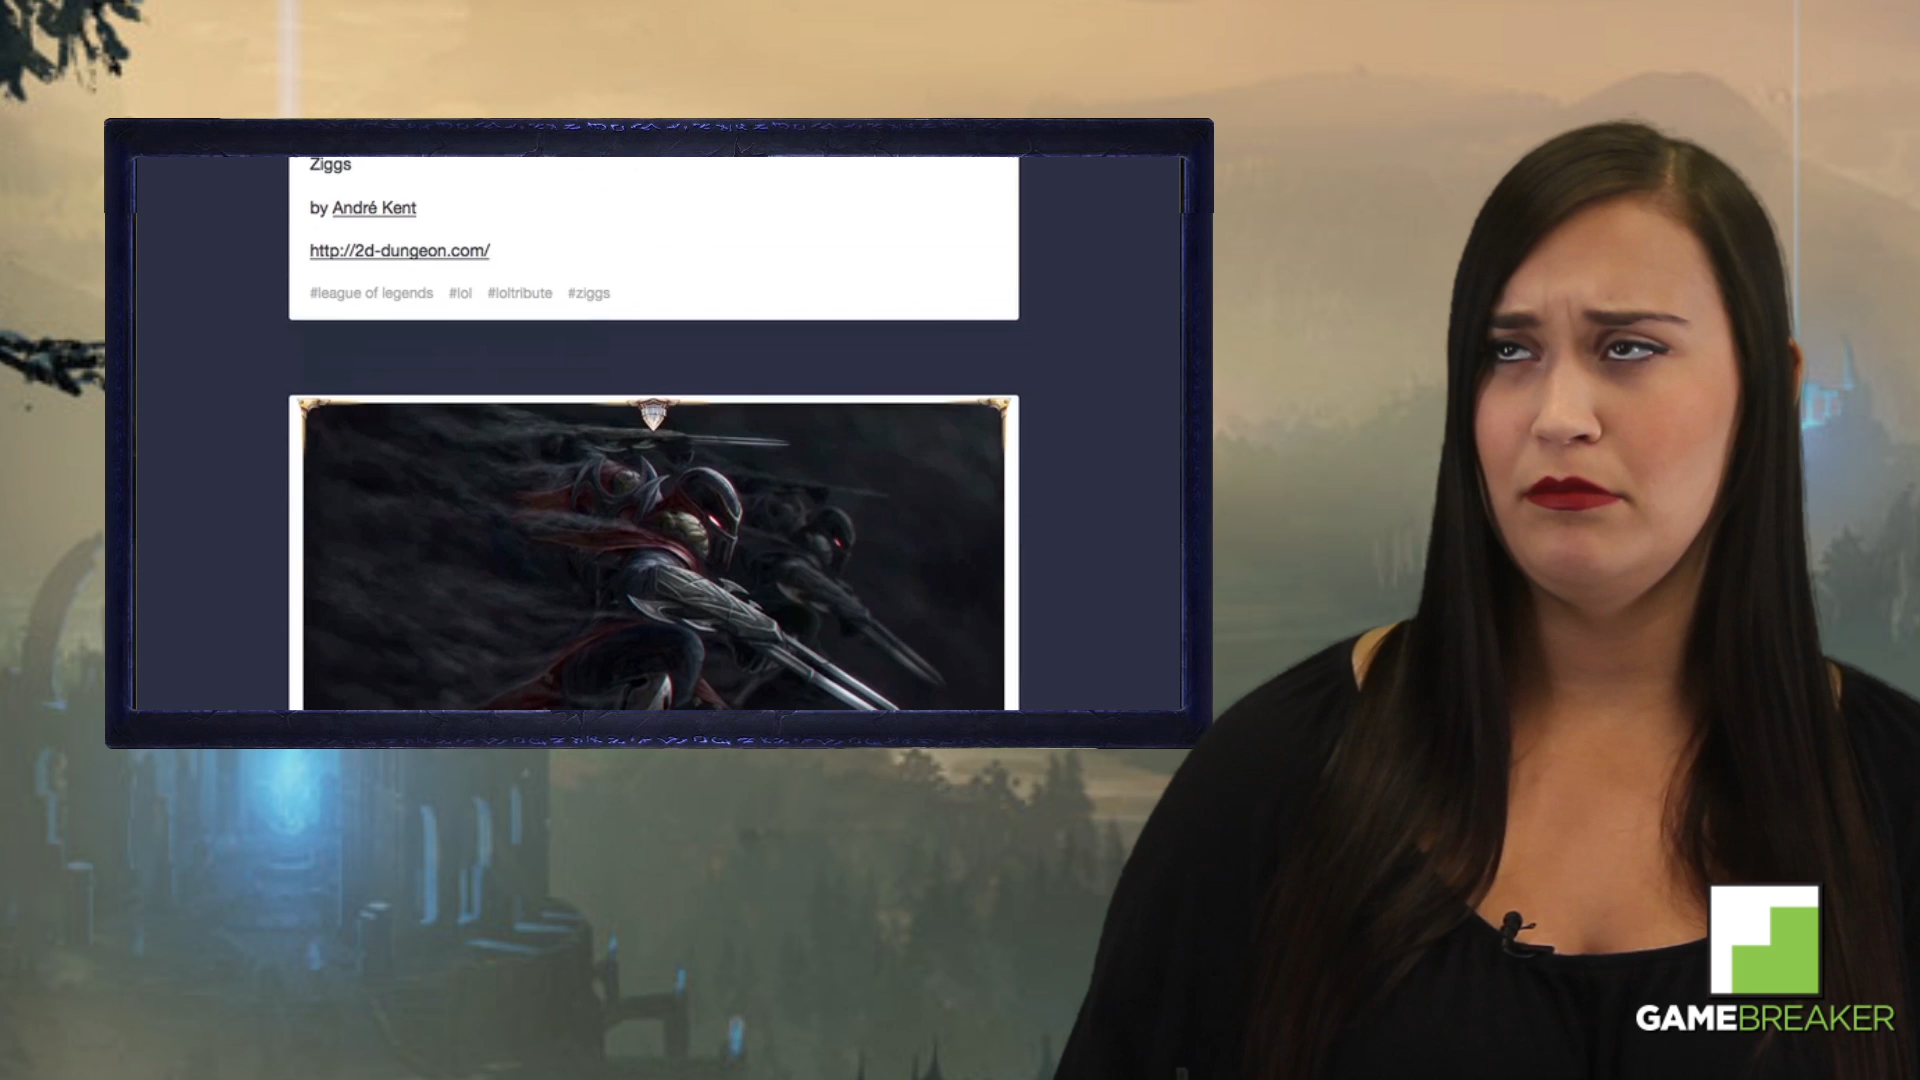 Ziggs
by André Kent
http://2d-dungeon.com/
#league of legends #lol #loltribute #ziggs
GAMEBREAKER